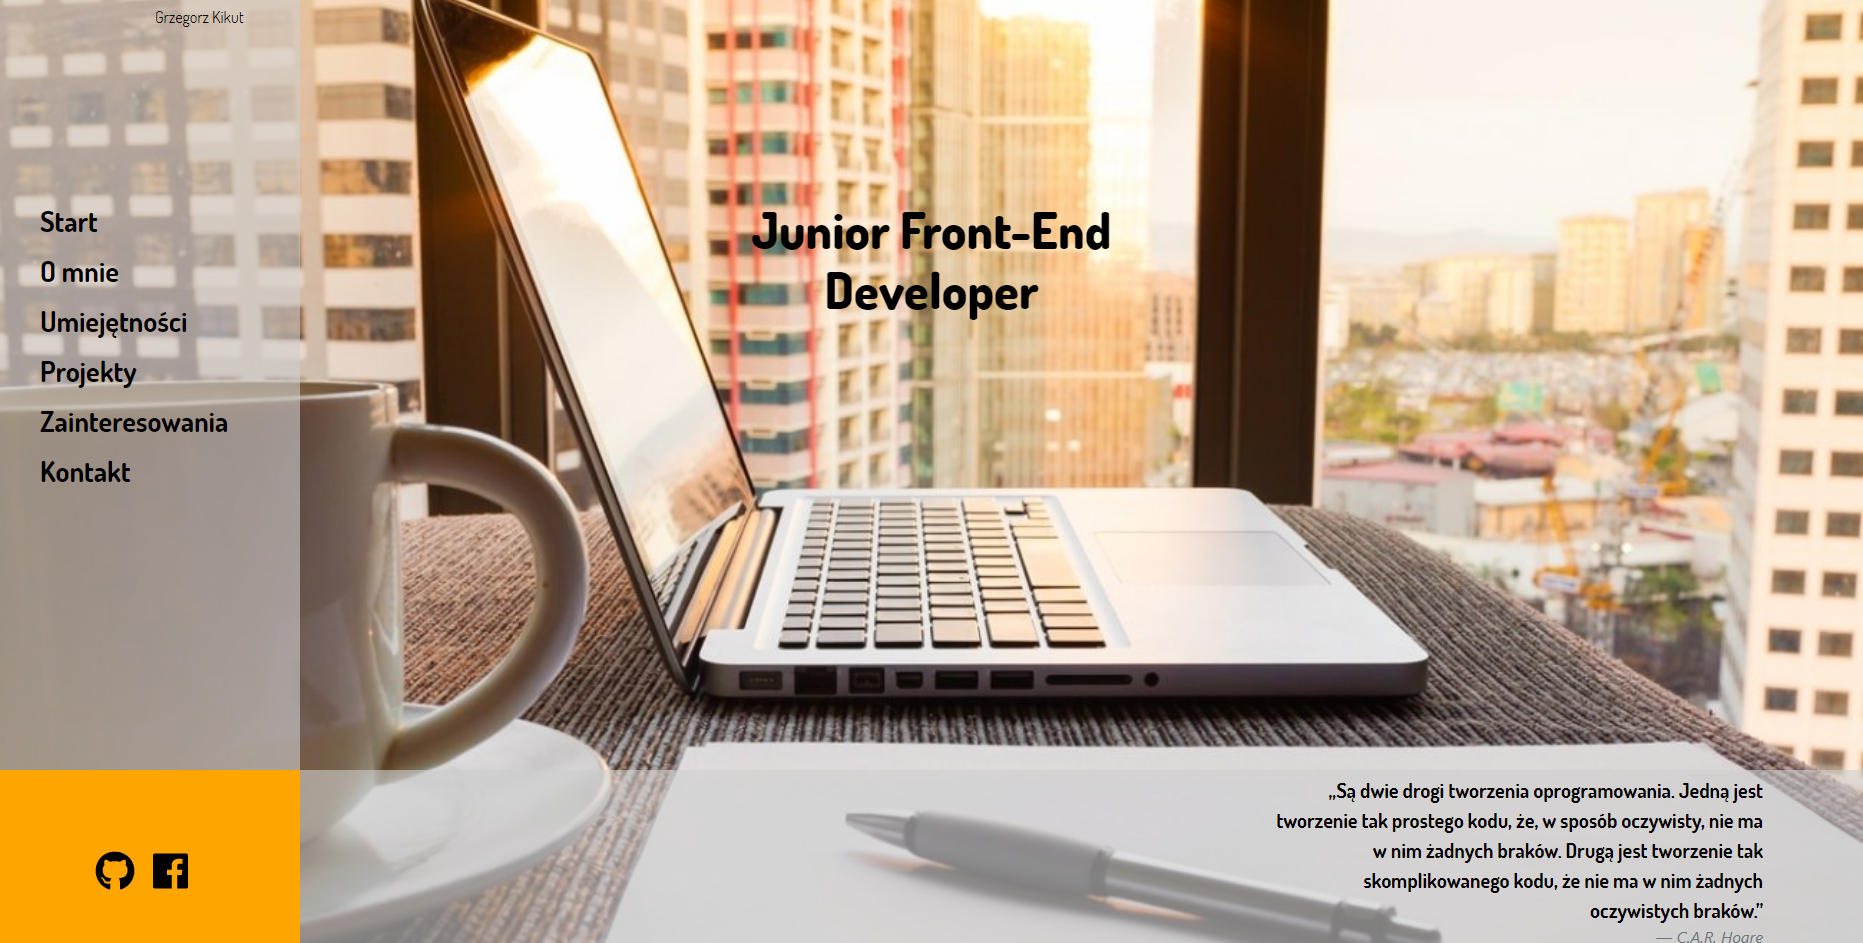 Grzegorz Kikut
Start
O mnie
Umiejętności
Projekty
Zainteresowania
Kontakt
Junior Front-End
Developer
„Są dwie drogi tworzenia oprogramowania. Jedną jest
tworzenie tak prostego kodu, że, w sposób oczywisty, nie ma
w nim żadnych braków. Drugą jest tworzenie tak
skomplikowanego kodu, że nie ma w nim żadnych
oczywistych braków.”
— C.A.R. Hoare